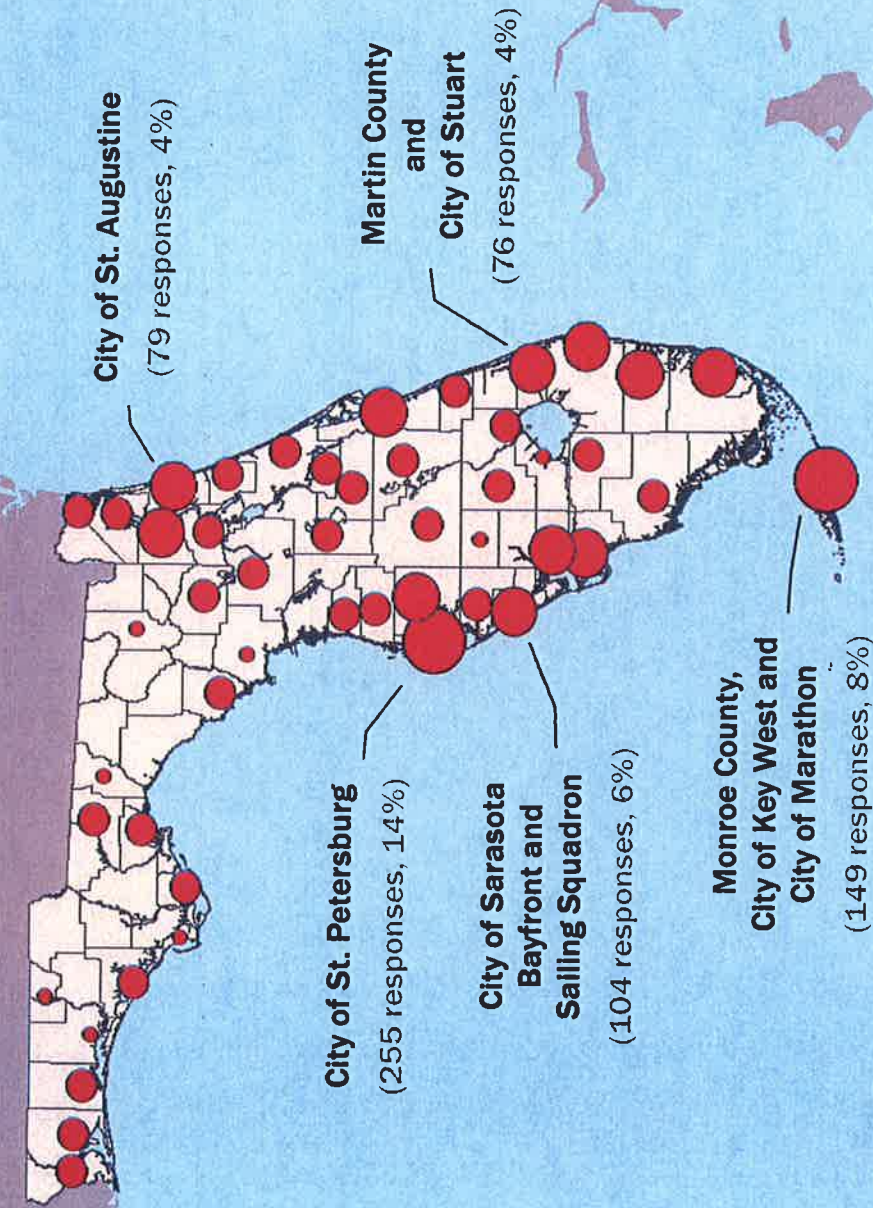 City of St. Augustine
(79 responses, 4%)
City of St. Petersburg
(255 responses, 14%)
Martin County
and
City of Stuart
(76 responses, 4%)
City of Sarasota
Bayfront and
Sailing Squadron
(104 responses, 6%)
Monroe County,
City of Key West and
City of Marathon
(149 responses, 8%)